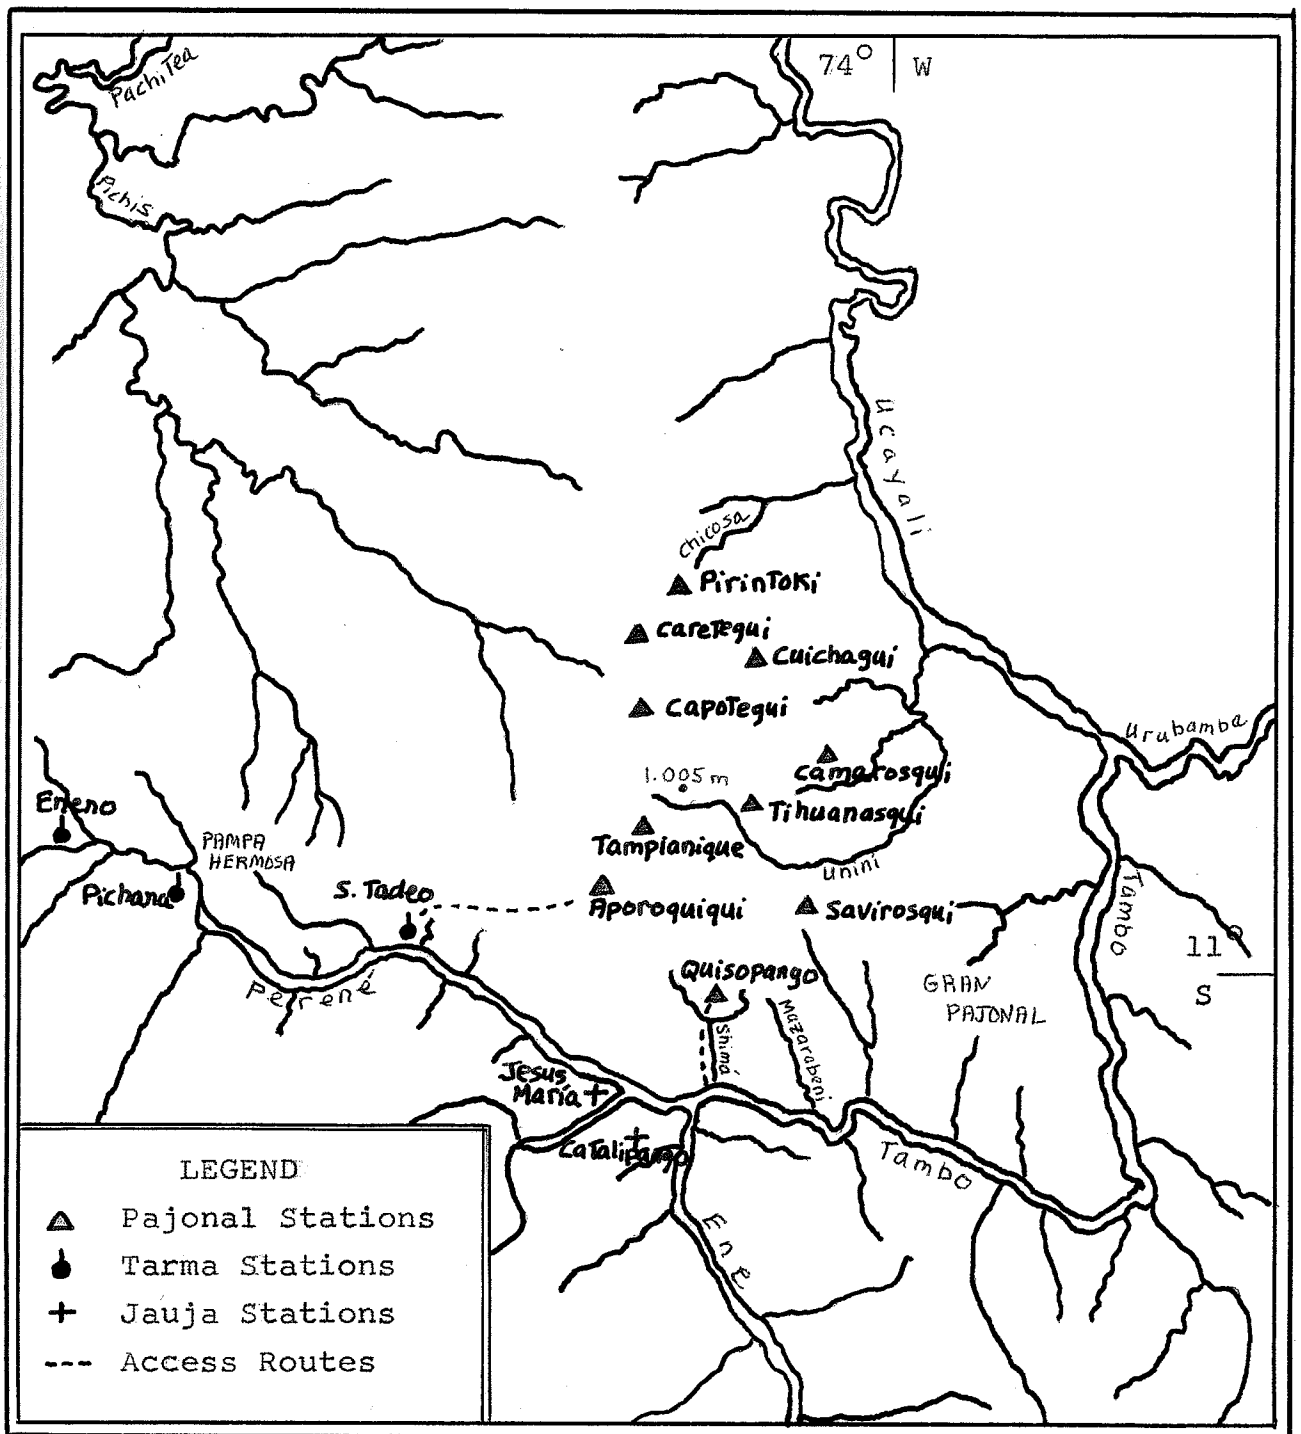 74° W
Pachitea
Pichis
Ucayali
Chicosa
Pirintoki
Caretegui
Cuichagui
Capotegui
Urubamba
1.005 m
Camarosqui
Eneno
Tihuanasqui
PAMPA
HERMOSA
Tampianique
Unini
Pichana
S. Tadeo
Aporoquiqui
Savirosqui
Tambo
11°
S
Quisopango
GRAN
PAJONAL
Perené
Mazarobeni
Shimá
Jesus
María
Catalipango
Tambo
Ene
LEGEND
Pajonal Stations
Tarma Stations
Jauja Stations
Access Routes